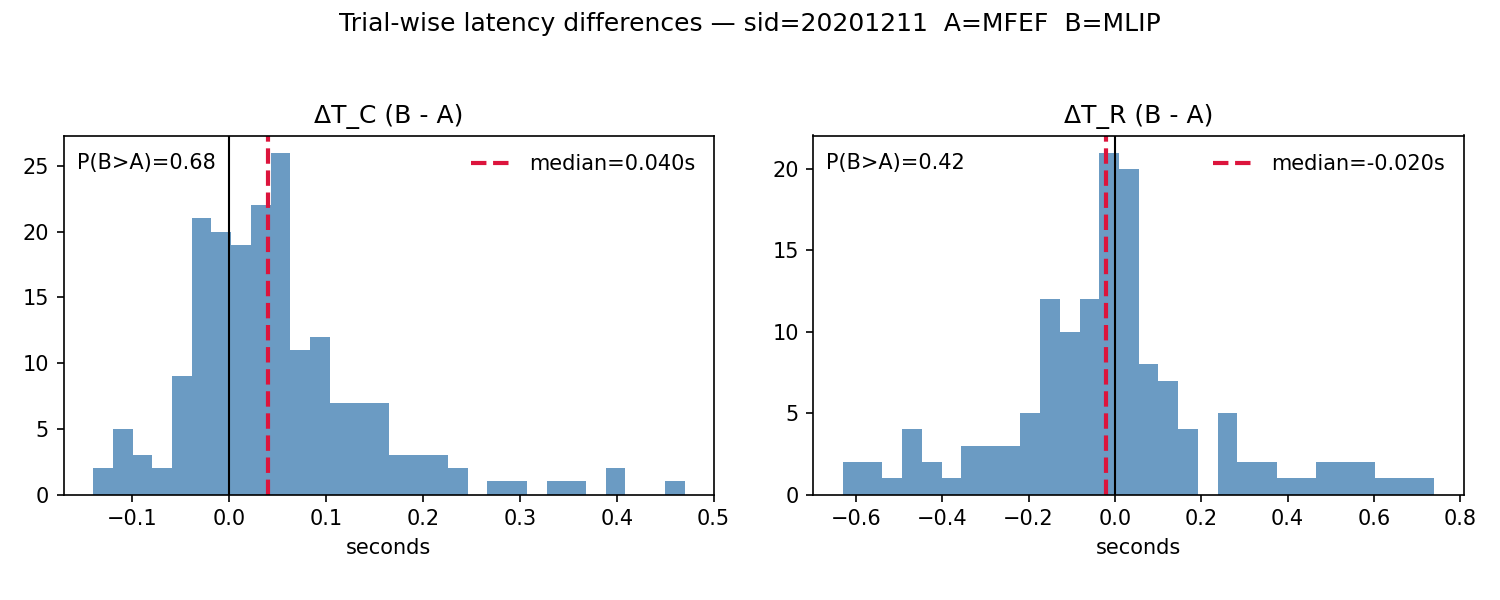 Trial-wise latency differences — sid=20201211  A=MFEF  B=MLIP
ΔT_C (B - A)
P(B>A)=0.68
median=0.040s
25
20
15
10
5
0
−0.1
0.0
0.1
0.2
0.3
0.4
0.5
seconds
ΔT_R (B - A)
P(B>A)=0.42
median=-0.020s
20
15
10
5
0
−0.6
−0.4
−0.2
0.0
0.2
0.4
0.6
0.8
seconds